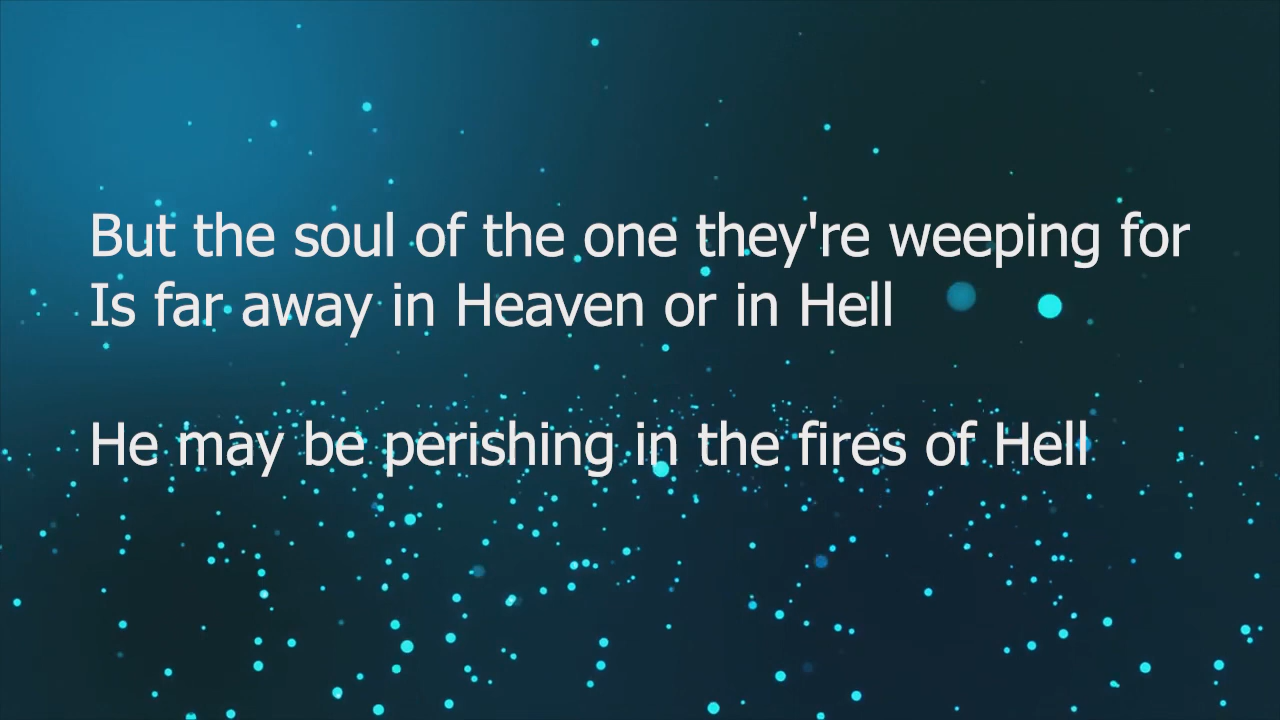 But the soul of the one they're weeping for
Is far away in Heaven or in Hell
He may be perishing in the fires of Hell